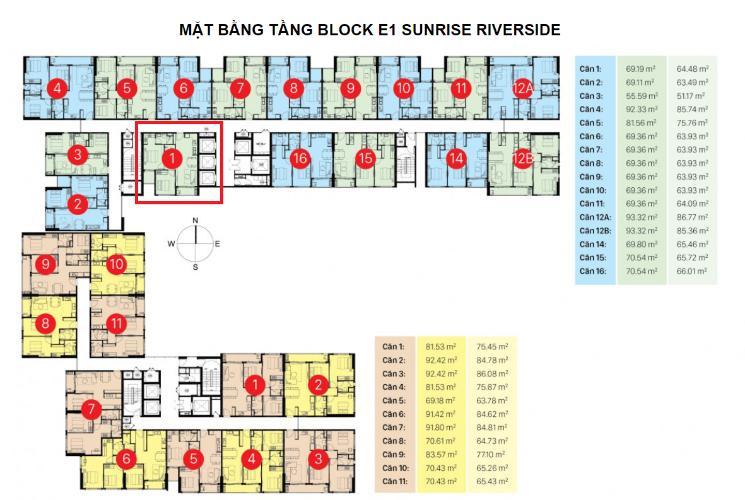 MẶT BẰNG TẦNG BLOCK E1 SUNRISE RIVERSIDE
4 5 6 7 8 9 10 11 12A
3 1 16 15 14 12B
2
N
W E
S
9 10
8 11
1 2
7
6 5 4 3
Căn 1: 69.19 m² 64.48 m²
Căn 2: 69.11 m² 63.49 m²
Căn 3: 55.59 m² 51.17 m²
Căn 4: 92.33 m² 85.74 m²
Căn 5: 81.56 m² 75.76 m²
Căn 6: 69.36 m² 63.93 m²
Căn 7: 69.36 m² 63.93 m²
Căn 8: 69.36 m² 63.93 m²
Căn 9: 69.36 m² 63.93 m²
Căn 10: 69.36 m² 63.93 m²
Căn 11: 69.36 m² 64.09 m²
Căn 12A: 93.32 m² 86.77 m²
Căn 12B: 93.32 m² 85.36 m²
Căn 14: 69.80 m² 65.46 m²
Căn 15: 70.54 m² 65.72 m²
Căn 16: 70.54 m² 66.01 m²
Căn 1: 81.53 m² 75.45 m²
Căn 2: 92.42 m² 84.78 m²
Căn 3: 92.42 m² 86.08 m²
Căn 4: 81.53 m² 75.87 m²
Căn 5: 69.18 m² 63.78 m²
Căn 6: 91.42 m² 84.62 m²
Căn 7: 91.80 m² 84.81 m²
Căn 8: 70.61 m² 64.73 m²
Căn 9: 83.57 m² 77.10 m²
Căn 10: 70.43 m² 65.26 m²
Căn 11: 70.43 m² 65.43 m²